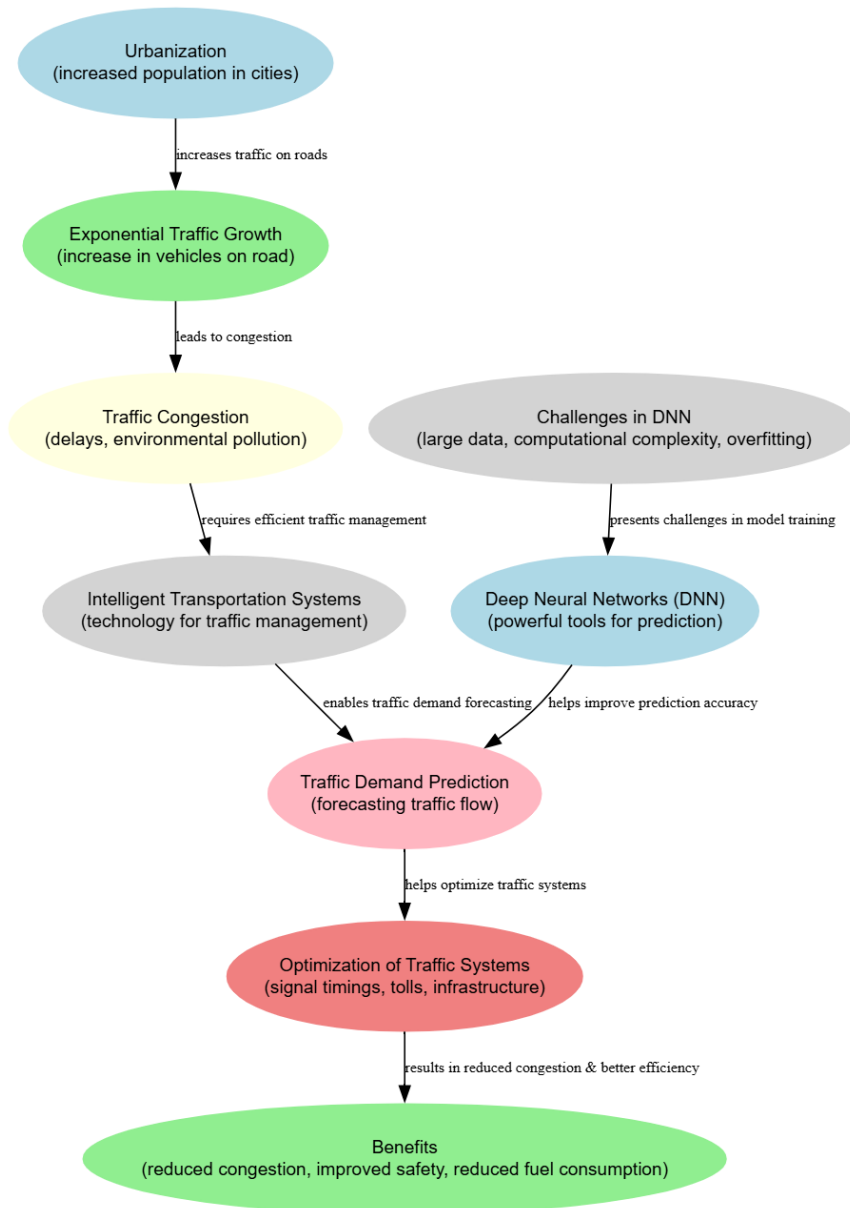 Urbanization
(increased population in cities)
increases traffic on roads
Exponential Traffic Growth
(increase in vehicles on road)
leads to congestion
Traffic Congestion
(delays, environmental pollution)
Challenges in DNN
(large data, computational complexity, overfitting)
requires efficient traffic management
presents challenges in model training
Intelligent Transportation Systems
(technology for traffic management)
Deep Neural Networks (DNN)
(powerful tools for prediction)
enables traffic demand forecasting
helps improve prediction accuracy
Traffic Demand Prediction
(forecasting traffic flow)
helps optimize traffic systems
Optimization of Traffic Systems
(signal timings, tolls, infrastructure)
results in reduced congestion & better efficiency
Benefits
(reduced congestion, improved safety, reduced fuel consumption)